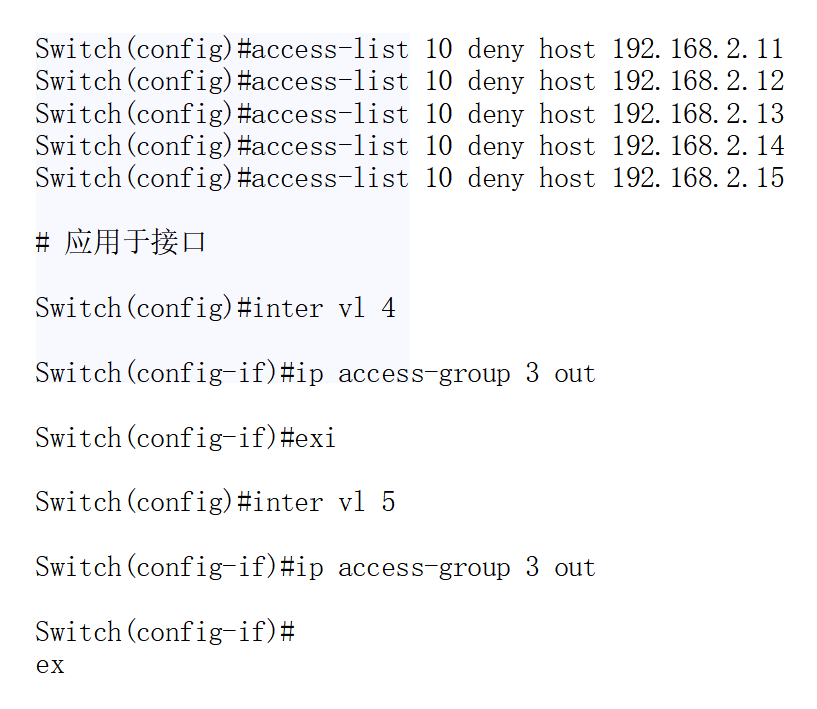 Switch(config)#access-list 10 deny host 192.168.2.11
Switch(config)#access-list 10 deny host 192.168.2.12
Switch(config)#access-list 10 deny host 192.168.2.13
Switch(config)#access-list 10 deny host 192.168.2.14
Switch(config)#access-list 10 deny host 192.168.2.15
# 应用于接口
Switch(config)#inter vl 4
Switch(config-if)#ip access-group 3 out
Switch(config-if)#exi
Switch(config)#inter vl 5
Switch(config-if)#ip access-group 3 out
Switch(config-if)#
ex